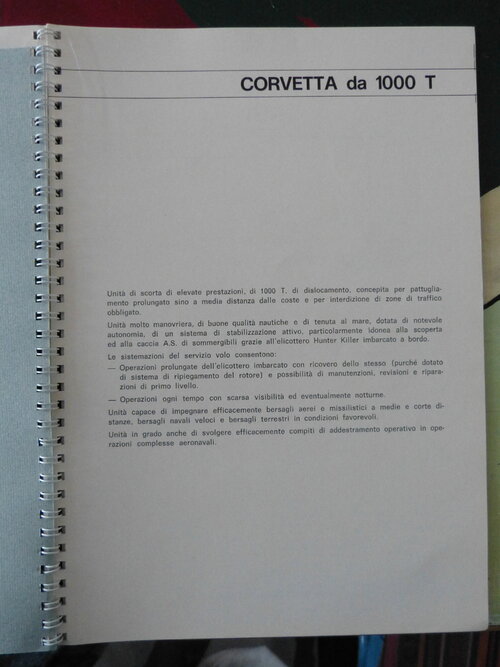 CORVETTA da 1000 T
Unità di scorta di elevate prestazioni, di 1000 T. di dislocamento, concepita per pattuglia-
mento prolungato sino a media distanza dalle coste e per interdizione di zone di traffico
obbligato.
Unità molto manovriera, di buone qualità nautiche e di tenuta al mare, dotata di notevole
autonomia, di un sistema di stabilizzazione attivo, particolarmente idonea alla scoperta
ed alla caccia A.S. di sommergibili grazie all'elicottero Hunter Killer imbarcato a bordo.
Le sistemazioni del servizio volo consentono:
— Operazioni prolungate dell'elicottero imbarcato con ricovero dello stesso (purché dotato
di sistema di ripiegamento del rotore) e possibilità di manutenzioni, revisioni e ripara-
zioni di primo livello.
— Operazioni ogni tempo con scarsa visibilità ed eventualmente notturne.
Unità capace di impegnare efficacemente bersagli aerei e missilistici a medie e corte di-
stanze, bersagli navali veloci e bersagli terrestri in condizioni favorevoli.
Unità in grado anche di svolgere efficacemento compiti di addestramento operativo in ope-
razioni complesse aeronavali.